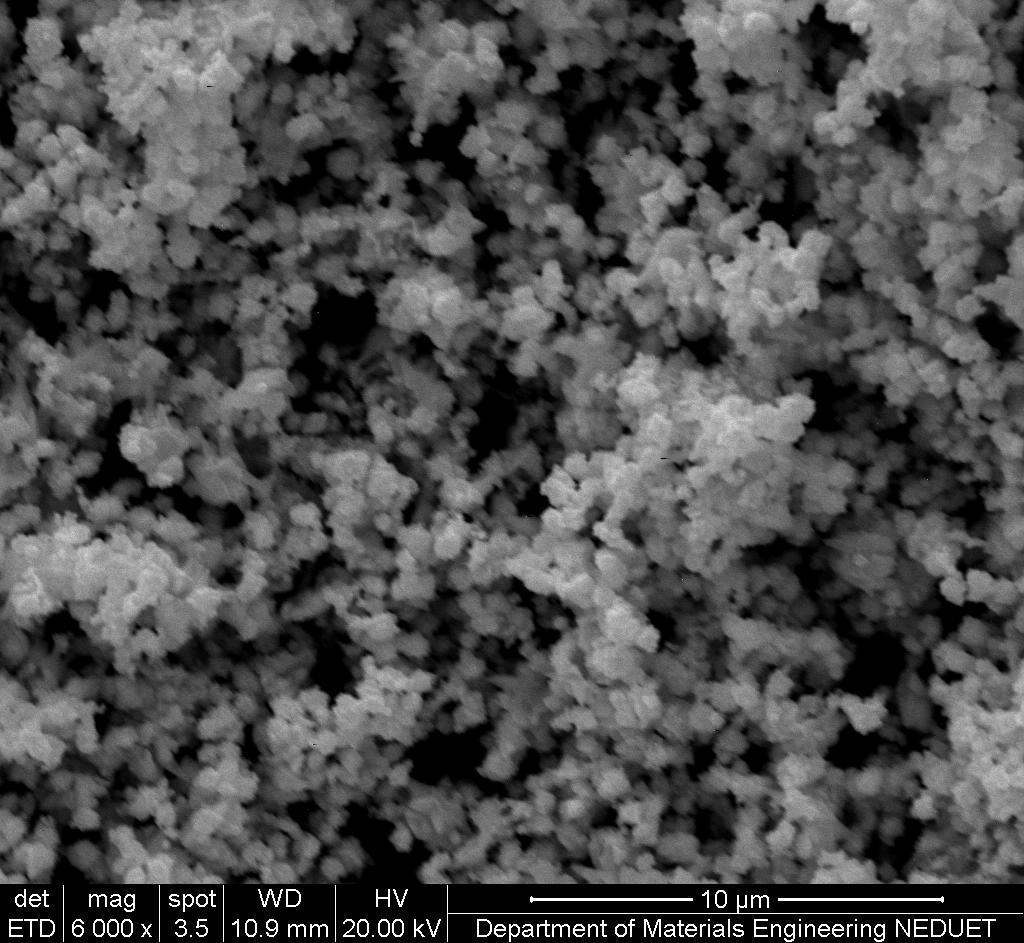 det mag spot WD HV 10 µm
ETD 6 000 x 3.5 10.9 mm 20.00 kV Department of Materials Engineering NEDUET